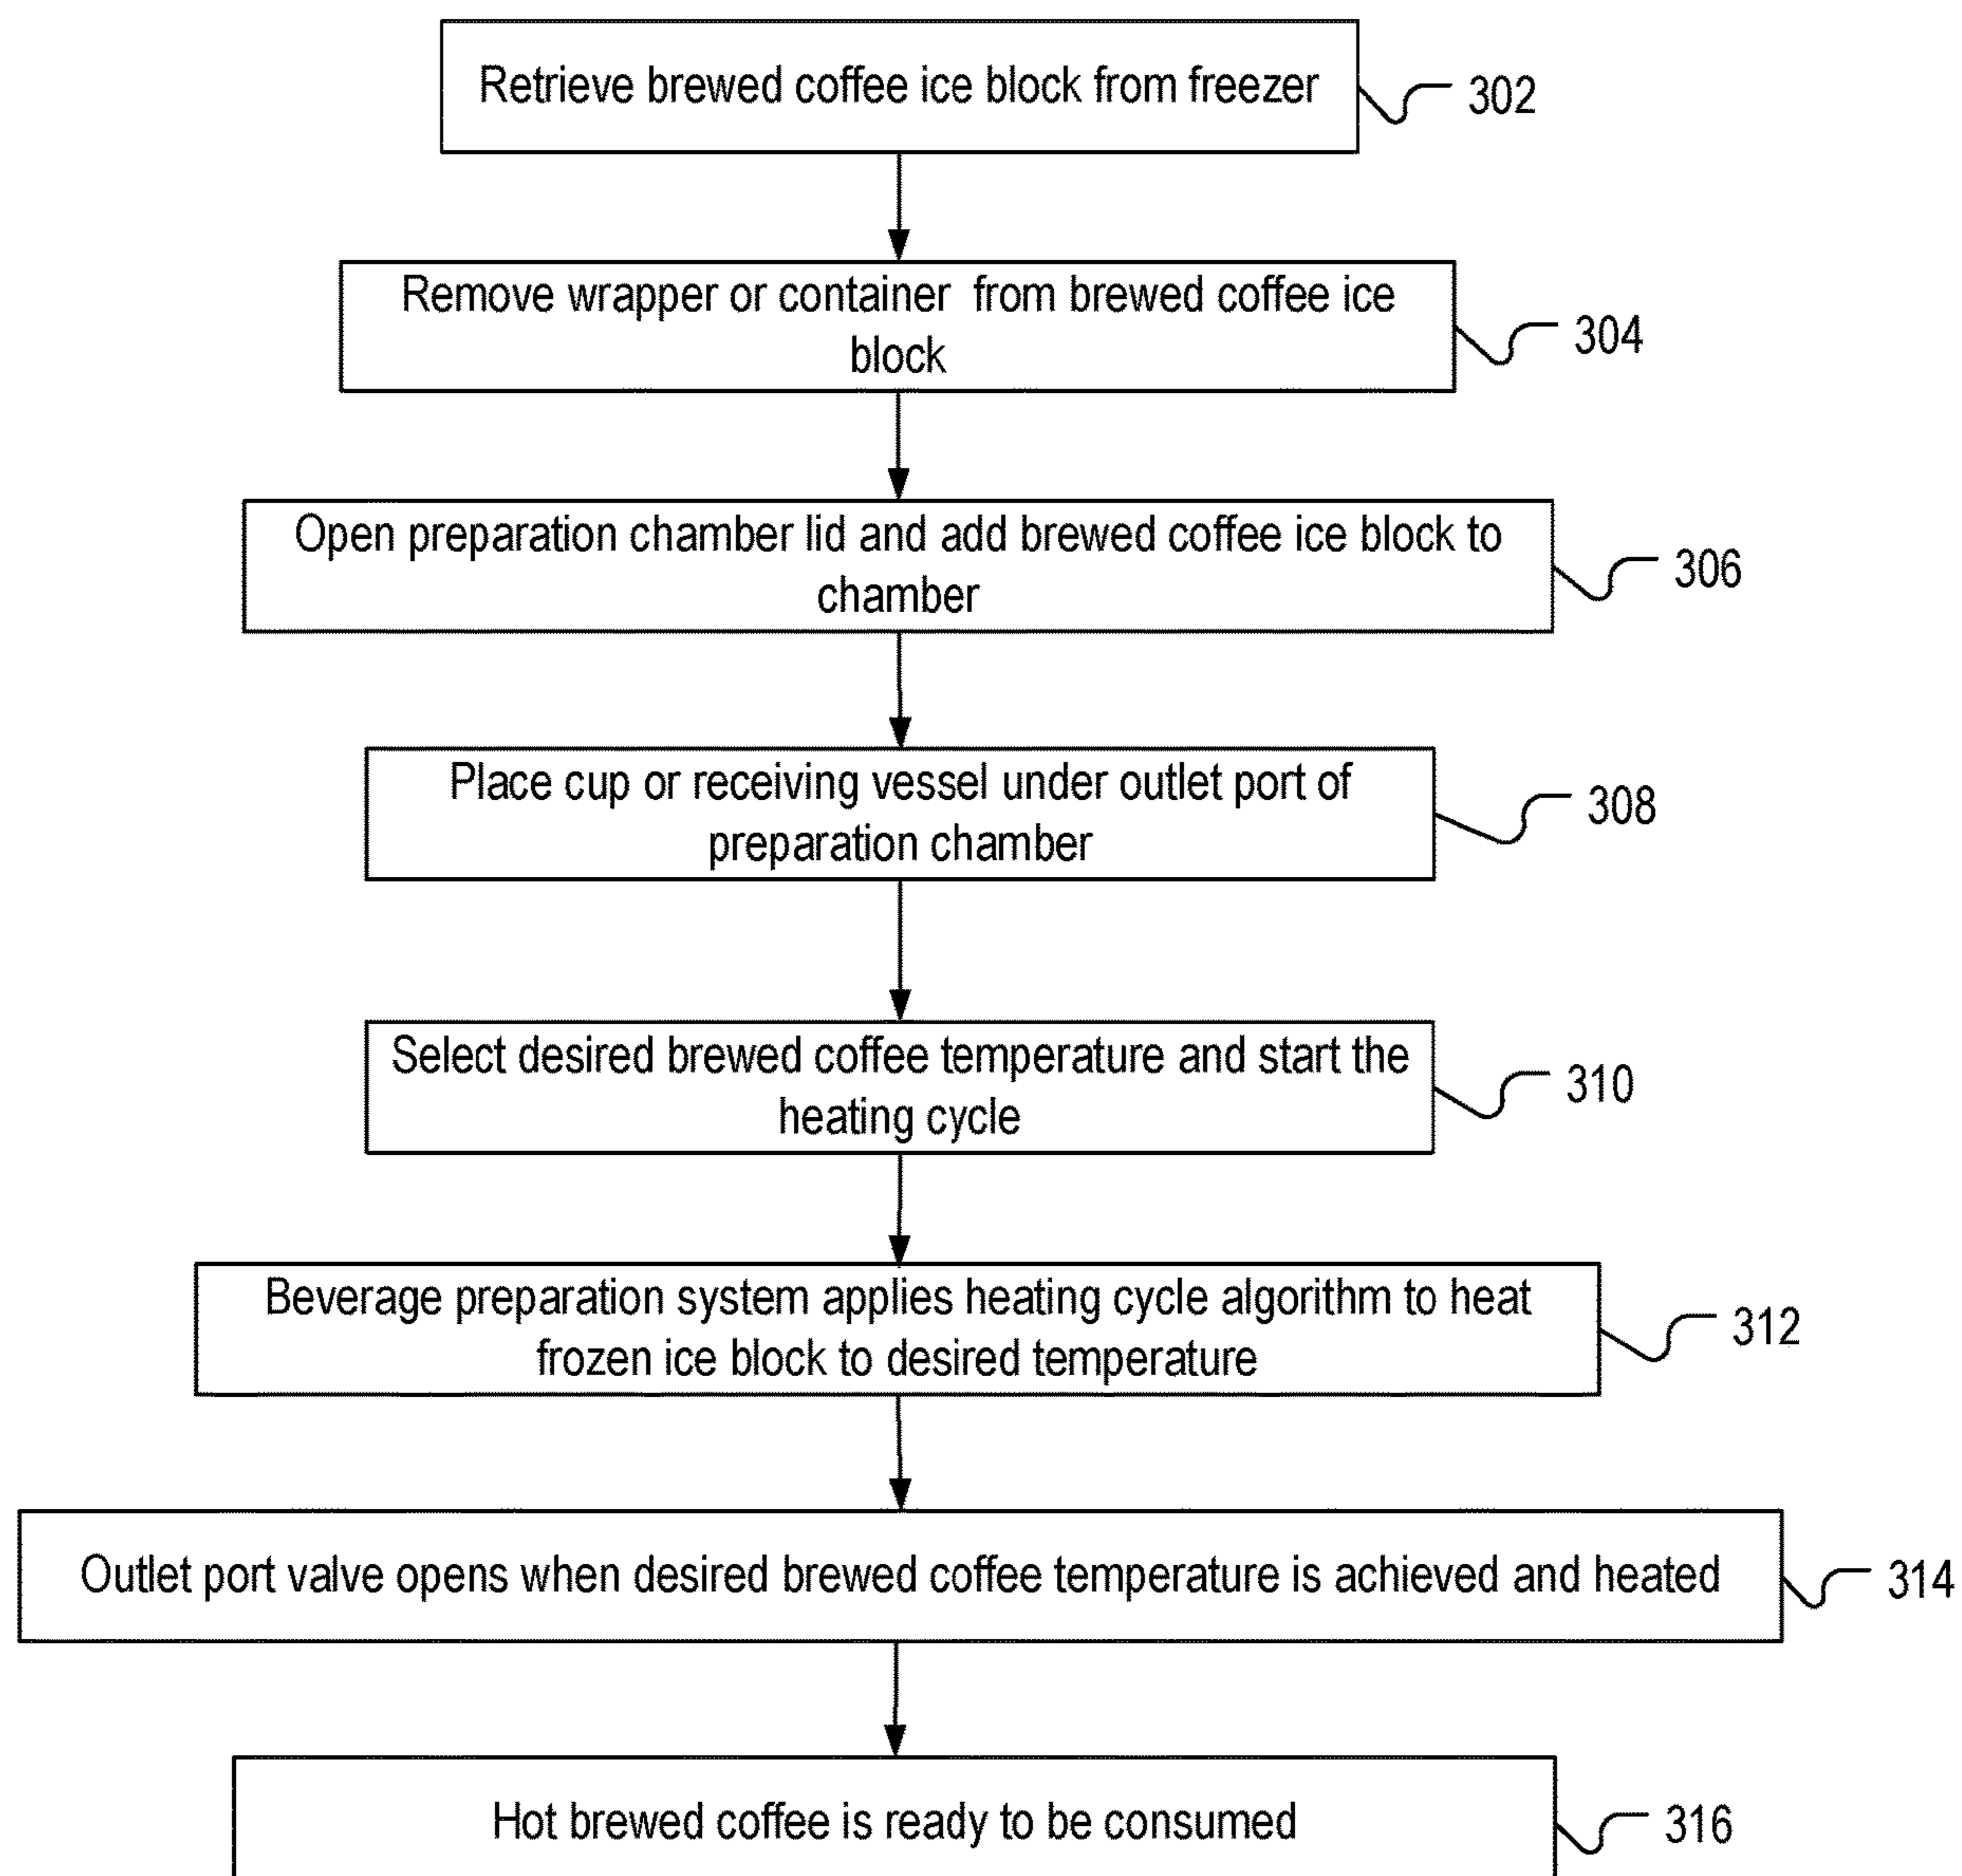 Retrieve brewed coffee ice block from freezer
302
Remove wrapper or container from brewed coffee ice
block
304
Open preparation chamber lid and add brewed coffee ice block to
chamber
306
Place cup or receiving vessel under outlet port of
preparation chamber
308
Select desired brewed coffee temperature and start the
heating cycle
310
Beverage preparation system applies heating cycle algorithm to heat
frozen ice block to desired temperature
312
Outlet port valve opens when desired brewed coffee temperature is achieved and heated
314
Hot brewed coffee is ready to be consumed
316